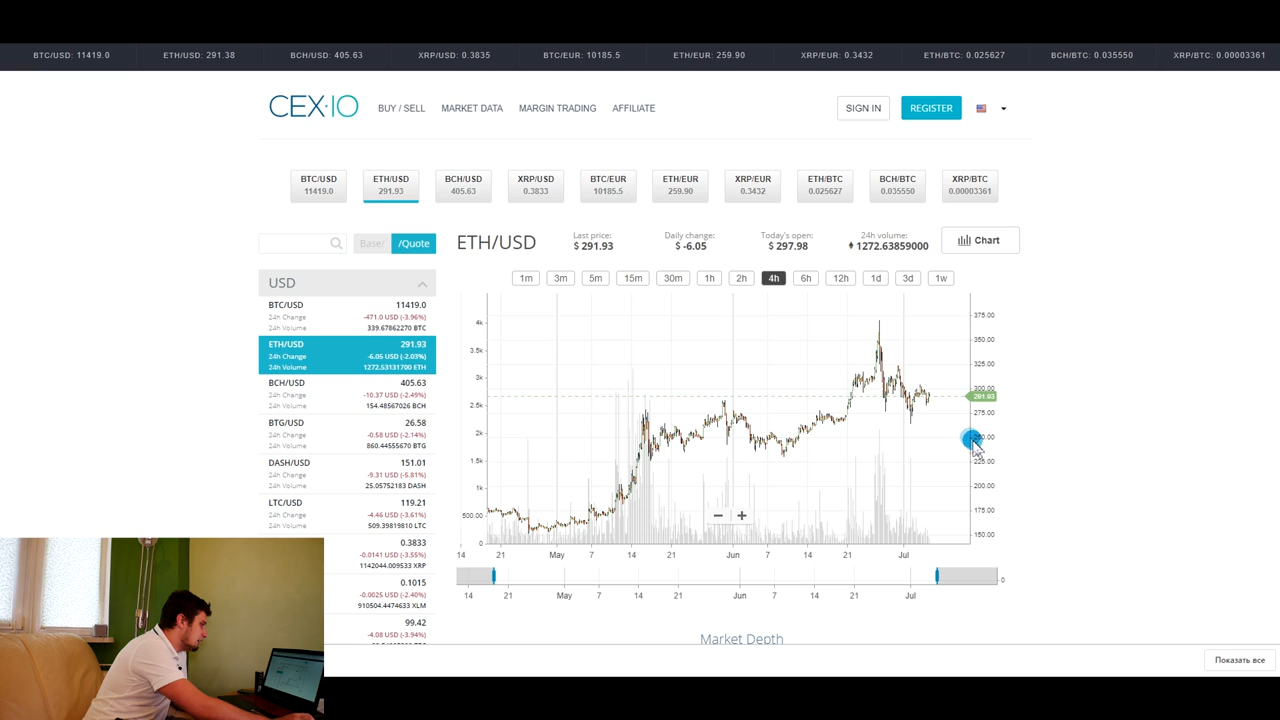 BTC/USD: 11419.0 ETH/USD: 291.38 BCH/USD: 405.63 XRP/USD: 0.3835 BTC/EUR: 10185.5 ETH/EUR: 259.90 XRP/EUR: 0.3432 ETH/BTC: 0.025627 BCH/BTC: 0.035550 XRP/BTC: 0.00003361
CEX·IO BUY / SELL MARKET DATA MARGIN TRADING AFFILIATE SIGN IN REGISTER
BTC/USD ETH/USD BCH/USD XRP/USD BTC/EUR ETH/EUR XRP/EUR ETH/BTC BCH/BTC XRP/BTC
11419.0 291.93 405.63 0.3833 10185.5 259.90 0.3432 0.025627 0.035550 0.00003361
Base/ /Quote
ETH/USD
Last price: Daily change: Today's open: 24h volume:
$ 291.93 $ -6.05 $ 297.98 1272.63859000
Chart
USD
BTC/USD 11419.0
24h Change -471.0 USD (-3.96%)
24h Volume 339.67862270 BTC
ETH/USD 291.93
24h Change -6.05 USD (-2.03%)
24h Volume 1272.53131700 ETH
BCH/USD 405.63
24h Change -10.37 USD (-2.49%)
24h Volume 154.48567026 BCH
BTG/USD 26.58
24h Change -0.58 USD (-2.14%)
24h Volume 860.44555670 BTG
DASH/USD 151.01
24h Change -9.31 USD (-5.81%)
24h Volume 25.05752183 DASH
LTC/USD 119.21
24h Change -4.46 USD (-3.61%)
24h Volume 509.39819810 LTC
0.3833
-0.0141 USD (-3.55%)
1142044.009533 XRP
0.1015
-0.0025 USD (-2.40%)
910504.4474633 XLM
99.42
-4.08 USD (-3.94%)
1m 3m 5m 15m 30m 1h 2h 4h 6h 12h 1d 3d 1w
4k
3.5k
3k
2.5k
2k
1.5k
1k
500.00
0
375.00
350.00
325.00
300.00
291.93
275.00
225.00
200.00
175.00
150.00
− +
14 21 May 7 14 21 Jun 7 14 21 Jul
0
14 21 May 7 14 21 Jun 7 14 21 Jul
Market Depth
Показать все